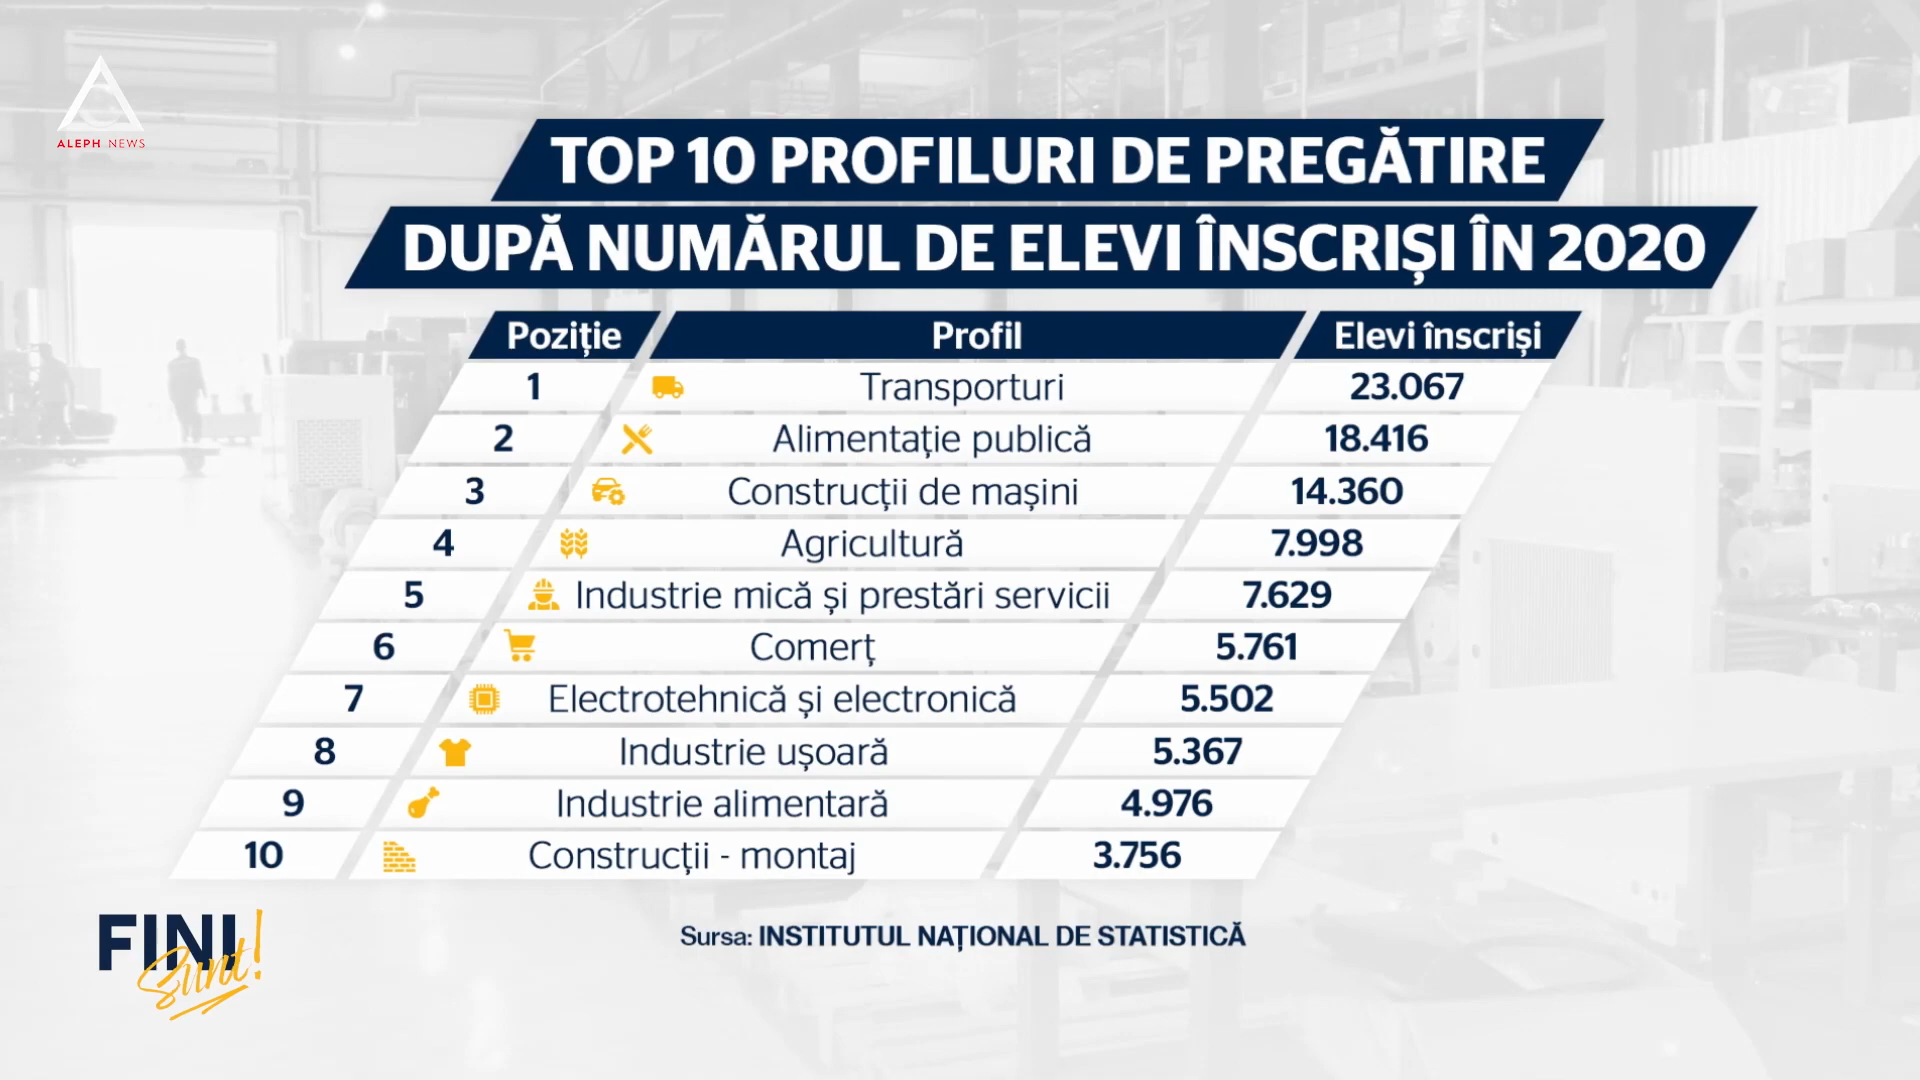 ALEPH NEWS
TOP 10 PROFILURI DE PREGĂTIRE
DUPĂ NUMĂRUL DE ELEVI ÎNSCRIȘI ÎN 2020
Poziție Profil Elevi înscriși
1 Transporturi 23.067
2 Alimentație publică 18.416
3 Construcții de mașini 14.360
4 Agricultură 7.998
5 Industrie mică și prestări servicii 7.629
6 Comerț 5.761
7 Electrotehnică și electronică 5.502
8 Industrie ușoară 5.367
9 Industrie alimentară 4.976
10 Construcții - montaj 3.756
Sursa: INSTITUTUL NAȚIONAL DE STATISTICĂ
FINI
Sunt!